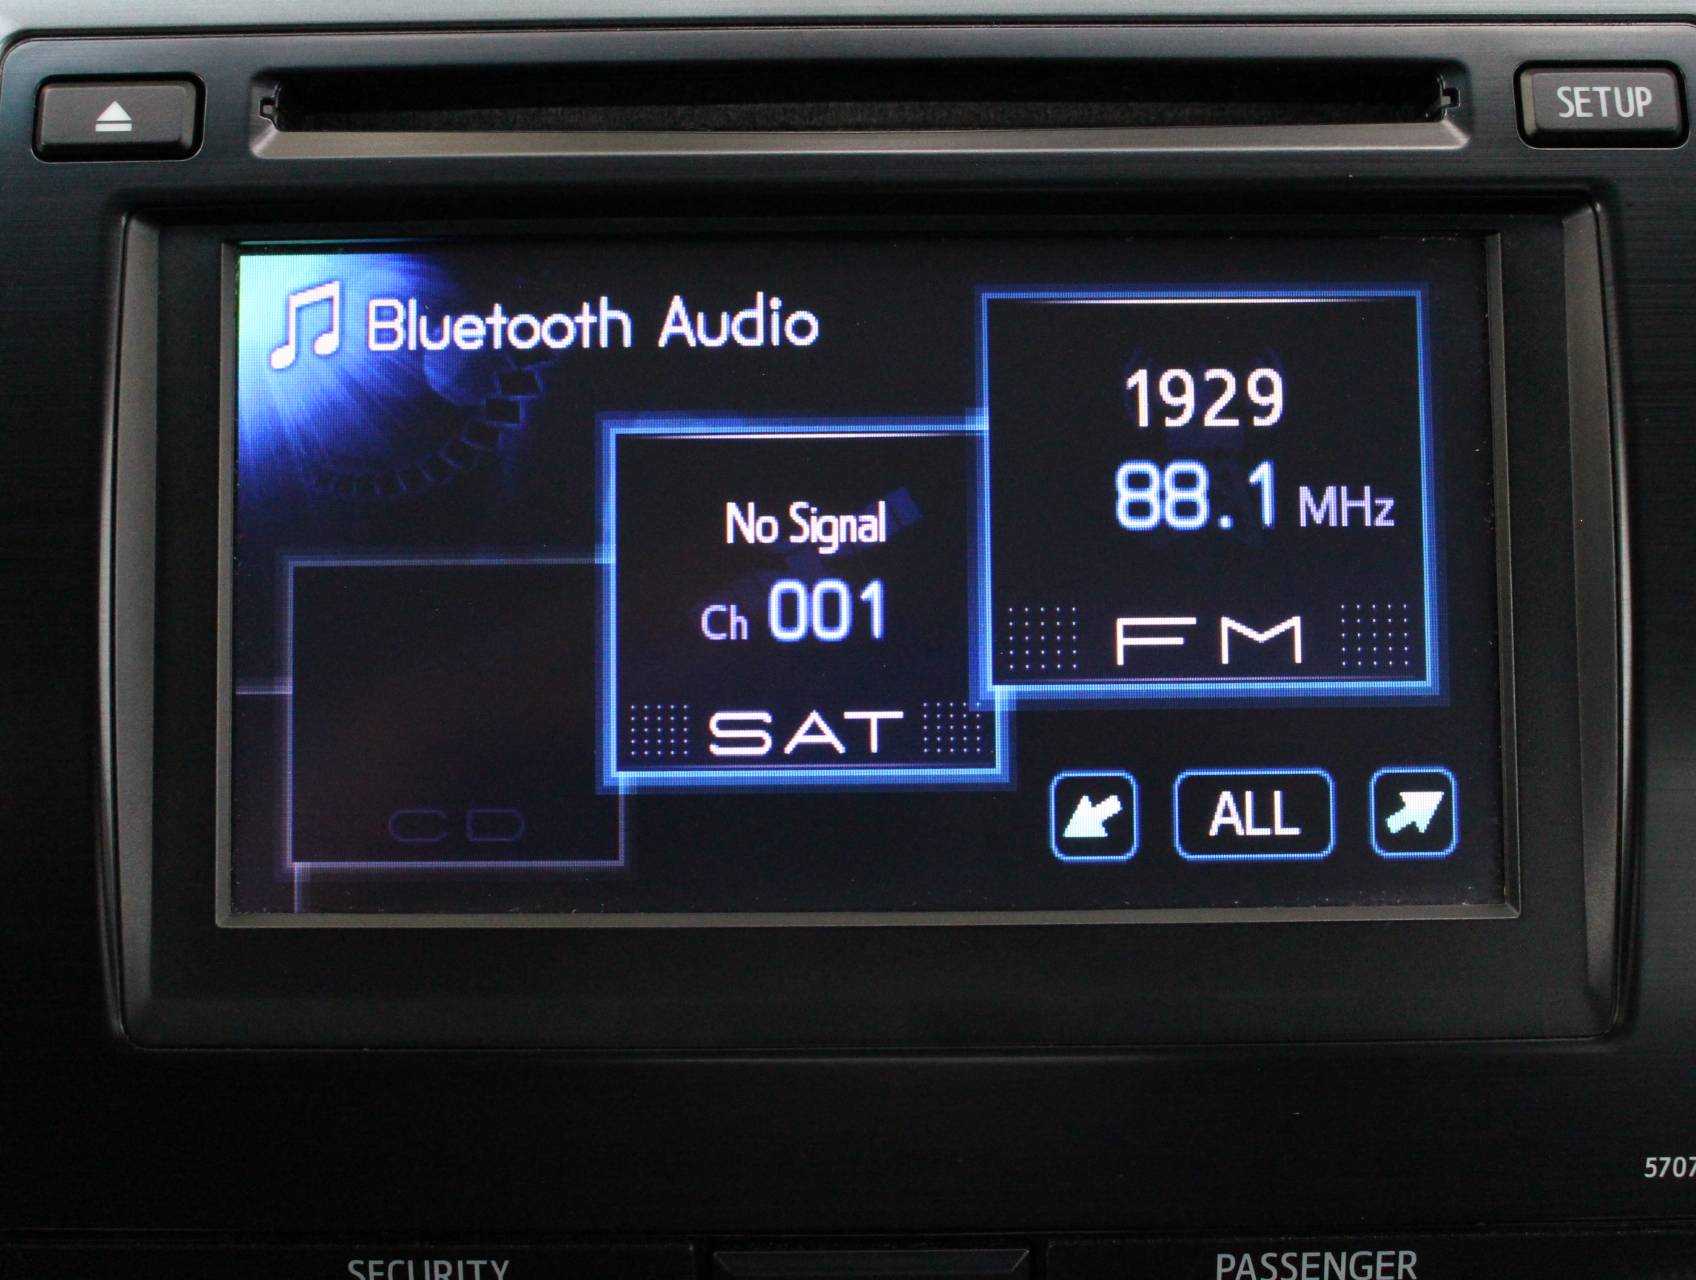 SETUP
Bluetooth Audio
1929
88.1 MHz
FM
No Signal
Ch 001
SAT
CD
ALL
5707
SECURITY
PASSENGER